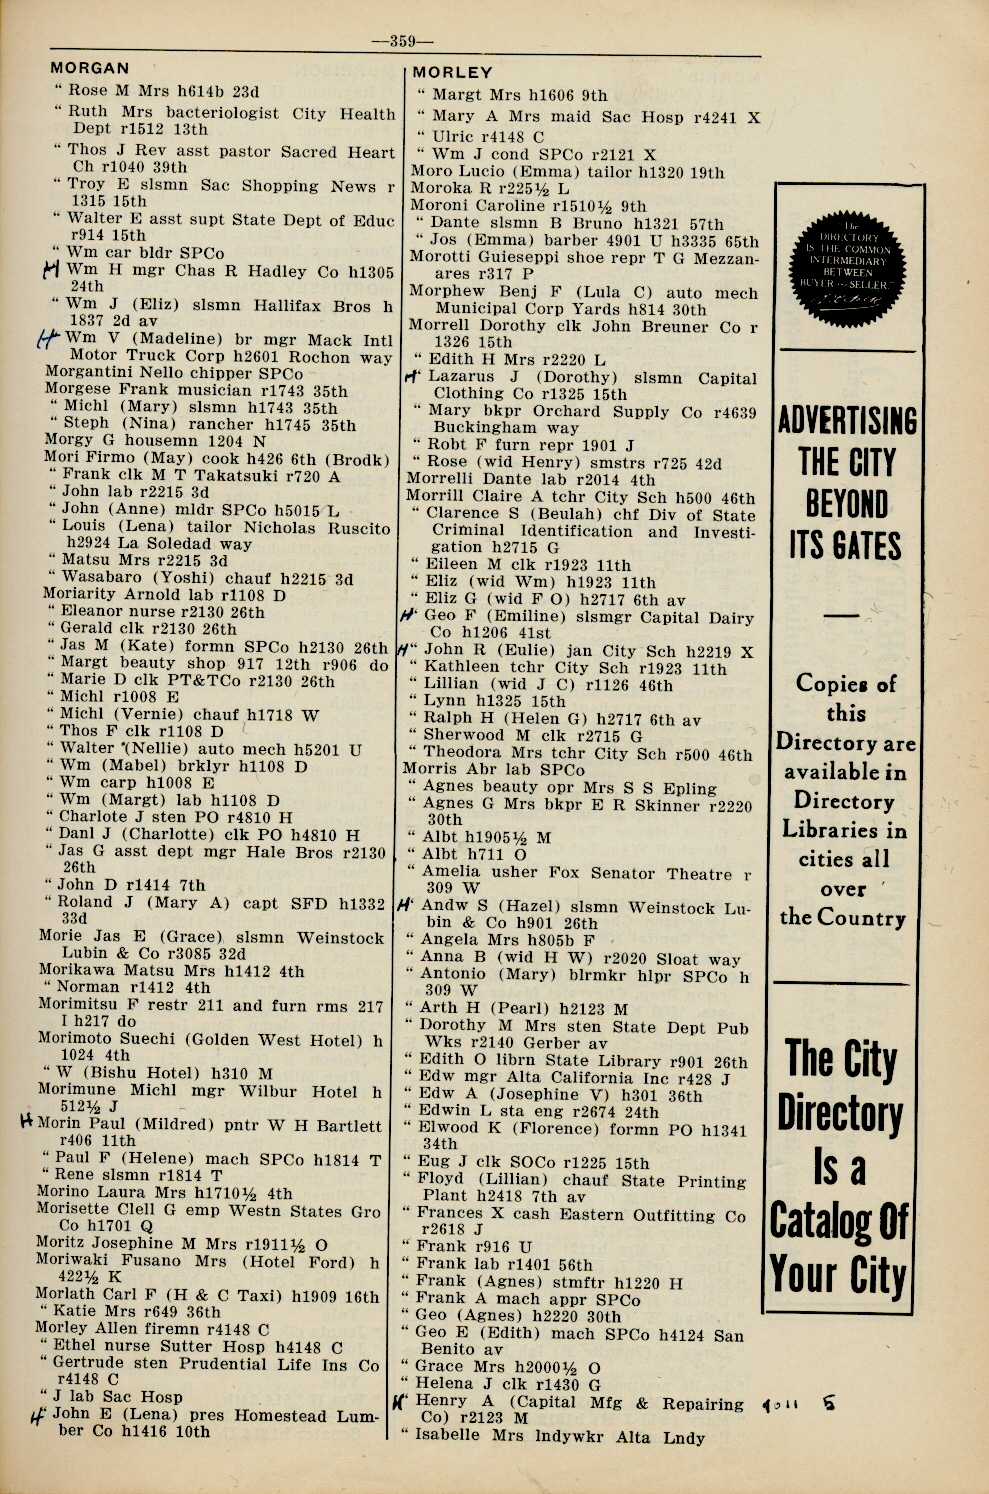 —359—
MORGAN
" Rose M Mrs h614b 23d
" Ruth Mrs bacteriologist City Health
Dept r1512 13th
" Thos J Rev asst pastor Sacred Heart
Ch r1040 39th
" Troy E slsmn Sac Shopping News r
1315 15th
" Walter E asst supt State Dept of Educ
r914 15th
" Wm car bldr SPCo
H Wm H mgr Chas R Hadley Co h1305
24th
" Wm J (Eliz) slsmn Hallifax Bros h
1837 2d av
H Wm V (Madeline) br mgr Mack Intl
Motor Truck Corp h2601 Rochon way
Morgantini Nello chipper SPCo
Morgese Frank musician r1743 35th
" Michl (Mary) slsmn h1743 35th
" Steph (Nina) rancher h1745 35th
Morgy G housemn 1204 N
Mori Firmo (May) cook h426 6th (Brodk)
" Frank clk M T Takatsuki r720 A
" John lab r2215 3d
" John (Anne) mldr SPCo h5015 L
" Louis (Lena) tailor Nicholas Ruscito
h2924 La Soledad way
" Matsu Mrs r2215 3d
" Wasabaro (Yoshi) chauf h2215 3d
Moriarity Arnold lab r1108 D
" Eleanor nurse r2130 26th
" Gerald clk r2130 26th
" Jas M (Kate) formn SPCo h2130 26th
" Margt beauty shop 917 12th r906 do
" Marie D clk PT&TCo r2130 26th
" Michl r1008 E
" Michl (Vernie) chauf h1718 W
" Thos F clk r1108 D
" Walter (Nellie) auto mech h5201 U
" Wm (Mabel) brklyr h1108 D
" Wm carp h1008 E
" Wm (Margt) lab h1108 D
" Charlote J sten PO r4810 H
" Danl J (Charlotte) clk PO h4810 H
" Jas G asst dept mgr Hale Bros r2130
26th
" John D r1414 7th
" Roland J (Mary A) capt SFD h1332
33d
Morie Jas E (Grace) slsmn Weinstock
Lubin & Co r3085 32d
Morikawa Matsu Mrs h1412 4th
" Norman r1412 4th
Morimitsu F restr 211 and furn rms 217
I h217 do
Morimoto Suechi (Golden West Hotel) h
1024 4th
" W (Bishu Hotel) h310 M
Morimune Michl mgr Wilbur Hotel h
512½ J
H Morin Paul (Mildred) pntr W H Bartlett
r406 11th
" Paul F (Helene) mach SPCo h1814 T
" Rene slsmn r1814 T
Morino Laura Mrs h1710½ 4th
Morisette Clell G emp Westn States Gro
Co h1701 Q
Moritz Josephine M Mrs r1911½ O
Moriwaki Fusano Mrs (Hotel Ford) h
422½ K
Morlath Carl F (H & C Taxi) h1909 16th
" Katie Mrs r649 36th
Morley Allen firemn r4148 C
" Ethel nurse Sutter Hosp h4148 C
" Gertrude sten Prudential Life Ins Co
r4148 C
" J lab Sac Hosp
H" John E (Lena) pres Homestead Lum-
ber Co h1416 10th
MORLEY
" Margt Mrs h1606 9th
" Mary A Mrs maid Sac Hosp r4241 X
" Ulric r4148 C
" Wm J cond SPCo r2121 X
Moro Lucio (Emma) tailor h1320 19th
Moroka R r225½ L
Moroni Caroline r1510½ 9th
" Dante slsmn B Bruno h1321 57th
" Jos (Emma) barber 4901 U h3335 65th
Morotti Guieseppi shoe repr T G Mezzan-
ares r317 P
Morphew Benj F (Lula C) auto mech
Municipal Corp Yards h814 30th
Morrell Dorothy clk John Breuner Co r
1326 15th
" Edith H Mrs r2220 L
H" Lazarus J (Dorothy) slsmn Capital
Clothing Co r1325 15th
" Mary bkpr Orchard Supply Co r4639
Buckingham way
" Robt F furn repr 1901 J
" Rose (wid Henry) smstrs r725 42d
Morrelli Dante lab r2014 4th
Morrill Claire A tchr City Sch h500 46th
" Clarence S (Beulah) chf Div of State
Criminal Identification and Investi-
gation h2715 G
" Eileen M clk r1923 11th
" Eliz (wid Wm) h1923 11th
" Eliz G (wid F O) h2717 6th av
H" Geo F (Emiline) slsmgr Capital Dairy
Co h1206 41st
H" John R (Eulie) jan City Sch h2219 X
" Kathleen tchr City Sch r1923 11th
" Lillian (wid J C) r1126 46th
" Lynn h1325 15th
" Ralph H (Helen G) h2717 6th av
" Sherwood M clk r2715 G
" Theodora Mrs tchr City Sch r500 46th
Morris Abr lab SPCo
" Agnes beauty opr Mrs S S Epling
" Agnes G Mrs bkpr E R Skinner r2220
30th
" Albt h1905½ M
" Albt h711 O
" Amelia usher Fox Senator Theatre r
309 W
H" Andw S (Hazel) slsmn Weinstock Lu-
bin & Co h901 26th
" Angela Mrs h805b F
" Anna B (wid H W) r2020 Sloat way
" Antonio (Mary) blrmkr hlpr SPCo h
309 W
" Arth H (Pearl) h2123 M
" Dorothy M Mrs sten State Dept Pub
Wks r2140 Gerber av
" Edith O librn State Library r901 26th
" Edw mgr Alta California Inc r428 J
" Edw A (Josephine V) h301 36th
" Edwin L sta eng r2674 24th
" Elwood K (Florence) formn PO h1341
34th
" Eug J clk SOCo r1225 15th
" Floyd (Lillian) chauf State Printing
Plant h2418 7th av
" Frances X cash Eastern Outfitting Co
r2618 J
" Frank r916 U
" Frank lab r1401 56th
" Frank (Agnes) stmftr h1220 H
" Frank A mach appr SPCo
" Geo (Agnes) h2220 30th
" Geo E (Edith) mach SPCo h4124 San
Benito av
" Grace Mrs h2000½ O
" Helena J clk r1430 G
H" Henry A (Capital Mfg & Repairing
Co) r2123 M
" Isabelle Mrs lndywkr Alta Lndy
The
DIRECTORY
IS THE COMMON
INTERMEDIARY
BETWEEN
BUYER — SELLER."
ADVERTISING
THE CITY
BEYOND
ITS GATES
Copies of
this
Directory are
available in
Directory
Libraries in
cities all
over
the Country
The City
Directory
Is a
Catalog Of
Your City